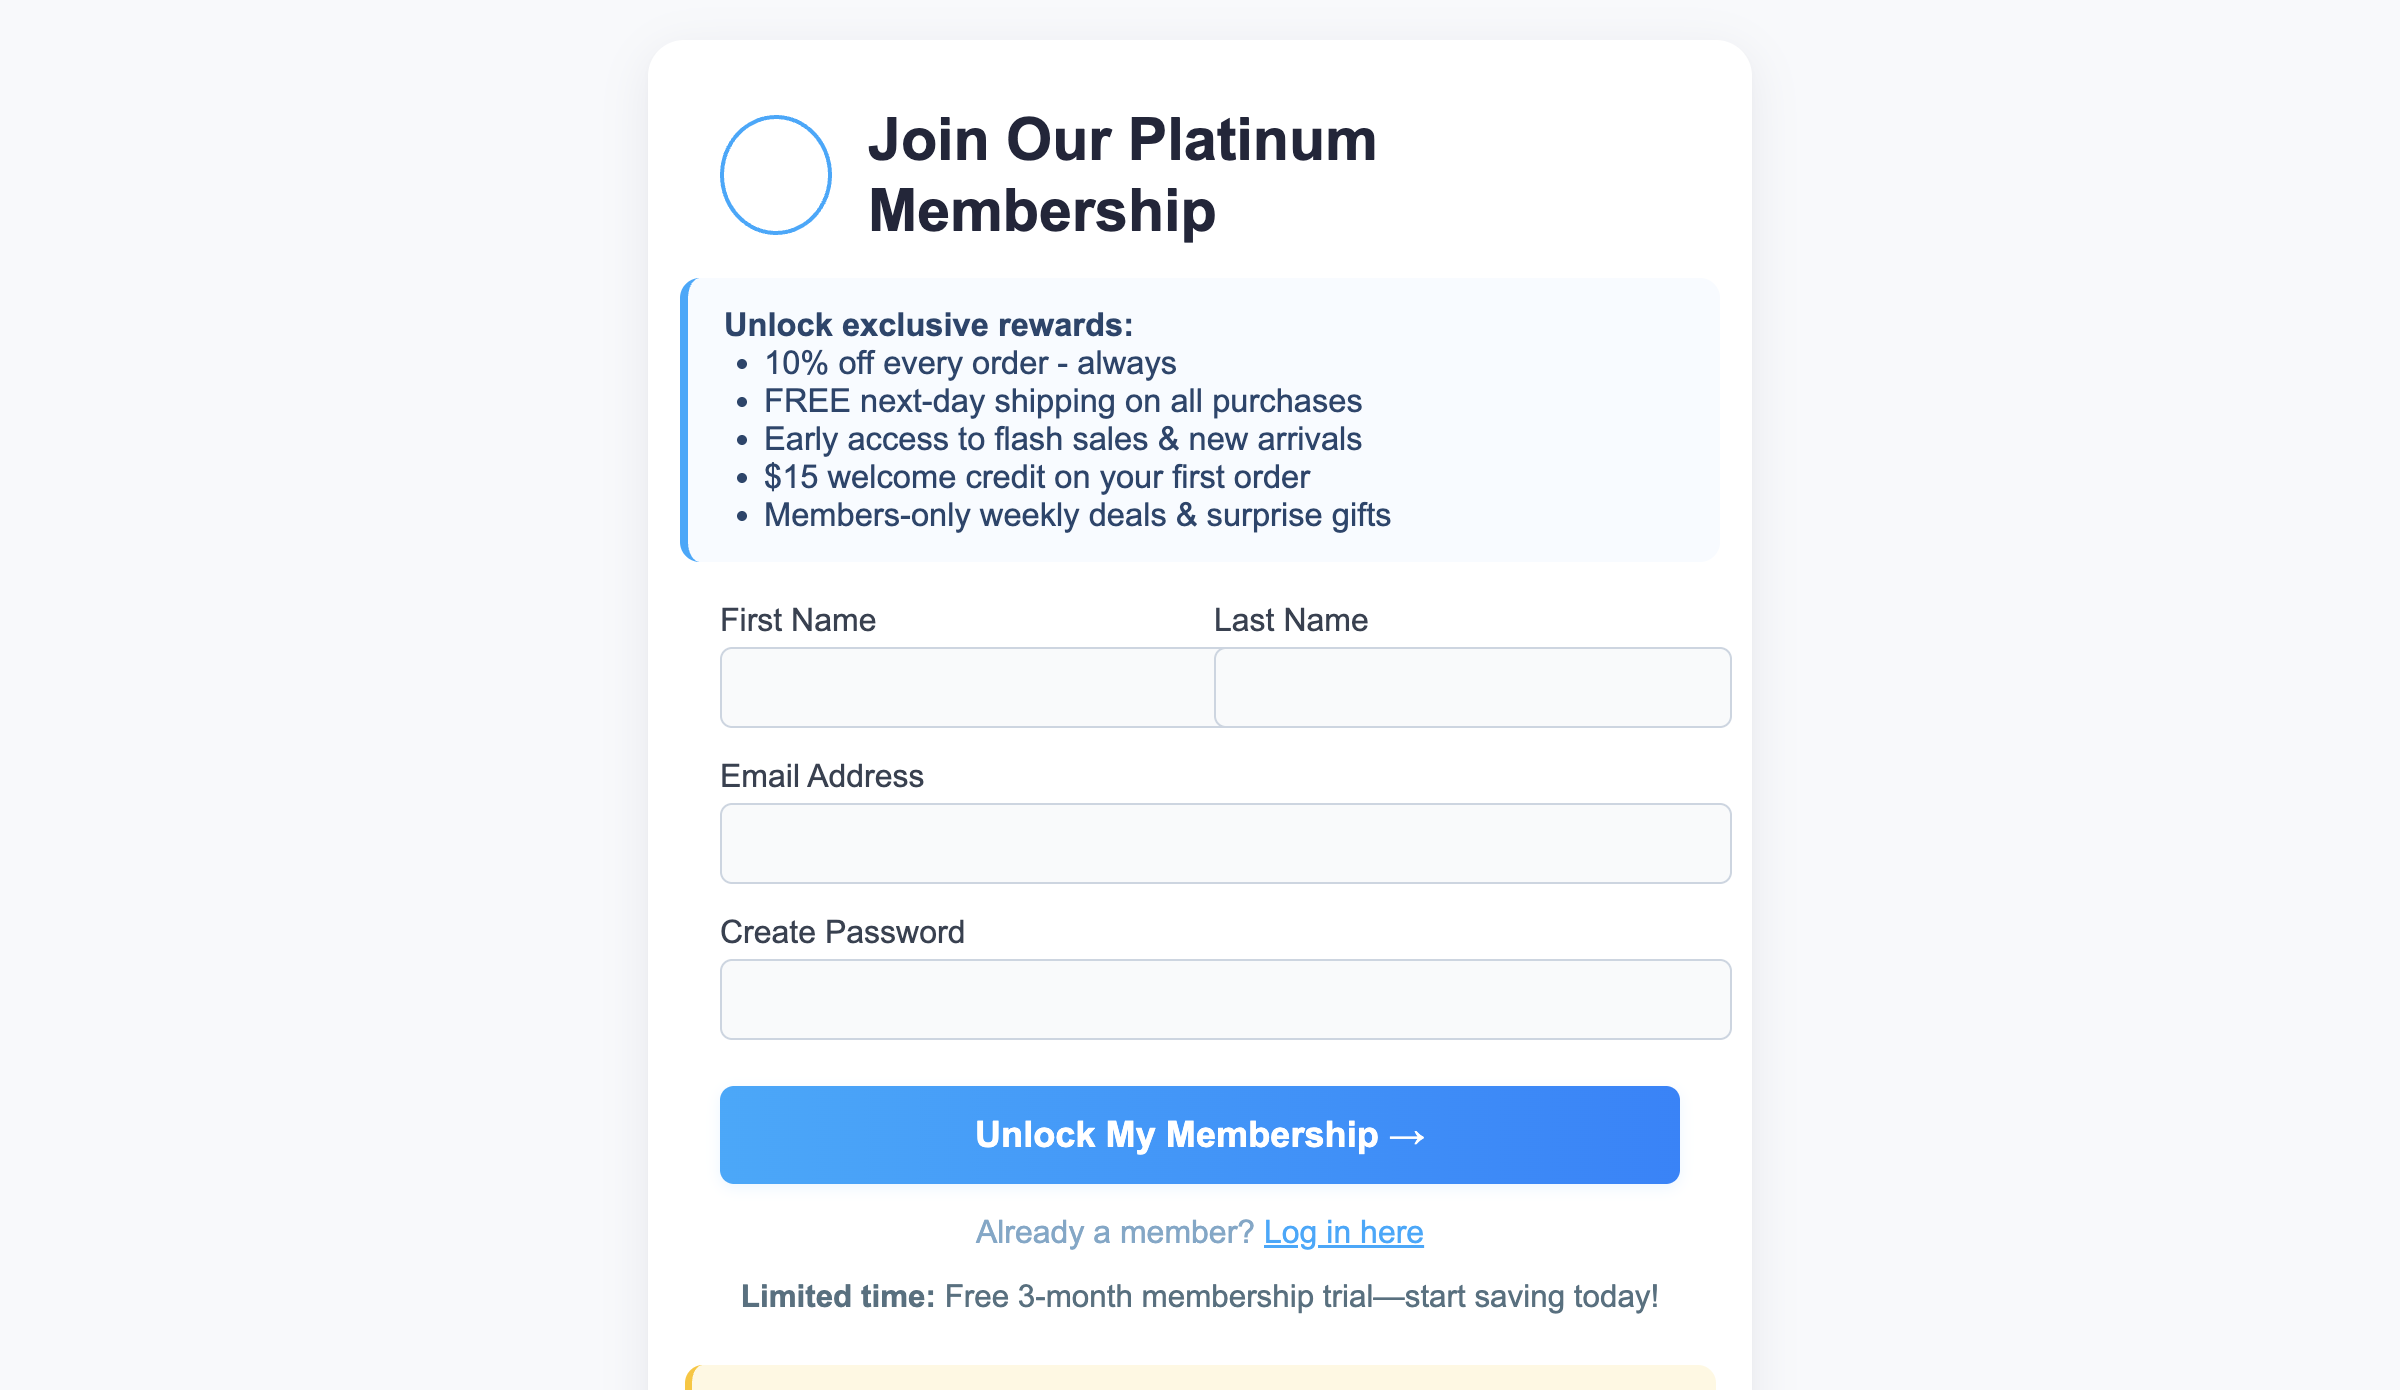 Join Our Platinum
Membership
Unlock exclusive rewards:
• 10% off every order - always
• FREE next-day shipping on all purchases
• Early access to flash sales & new arrivals
• $15 welcome credit on your first order
• Members-only weekly deals & surprise gifts
First Name Last Name
Email Address
Create Password
Unlock My Membership →
Already a member? Log in here
Limited time: Free 3-month membership trial—start saving today!